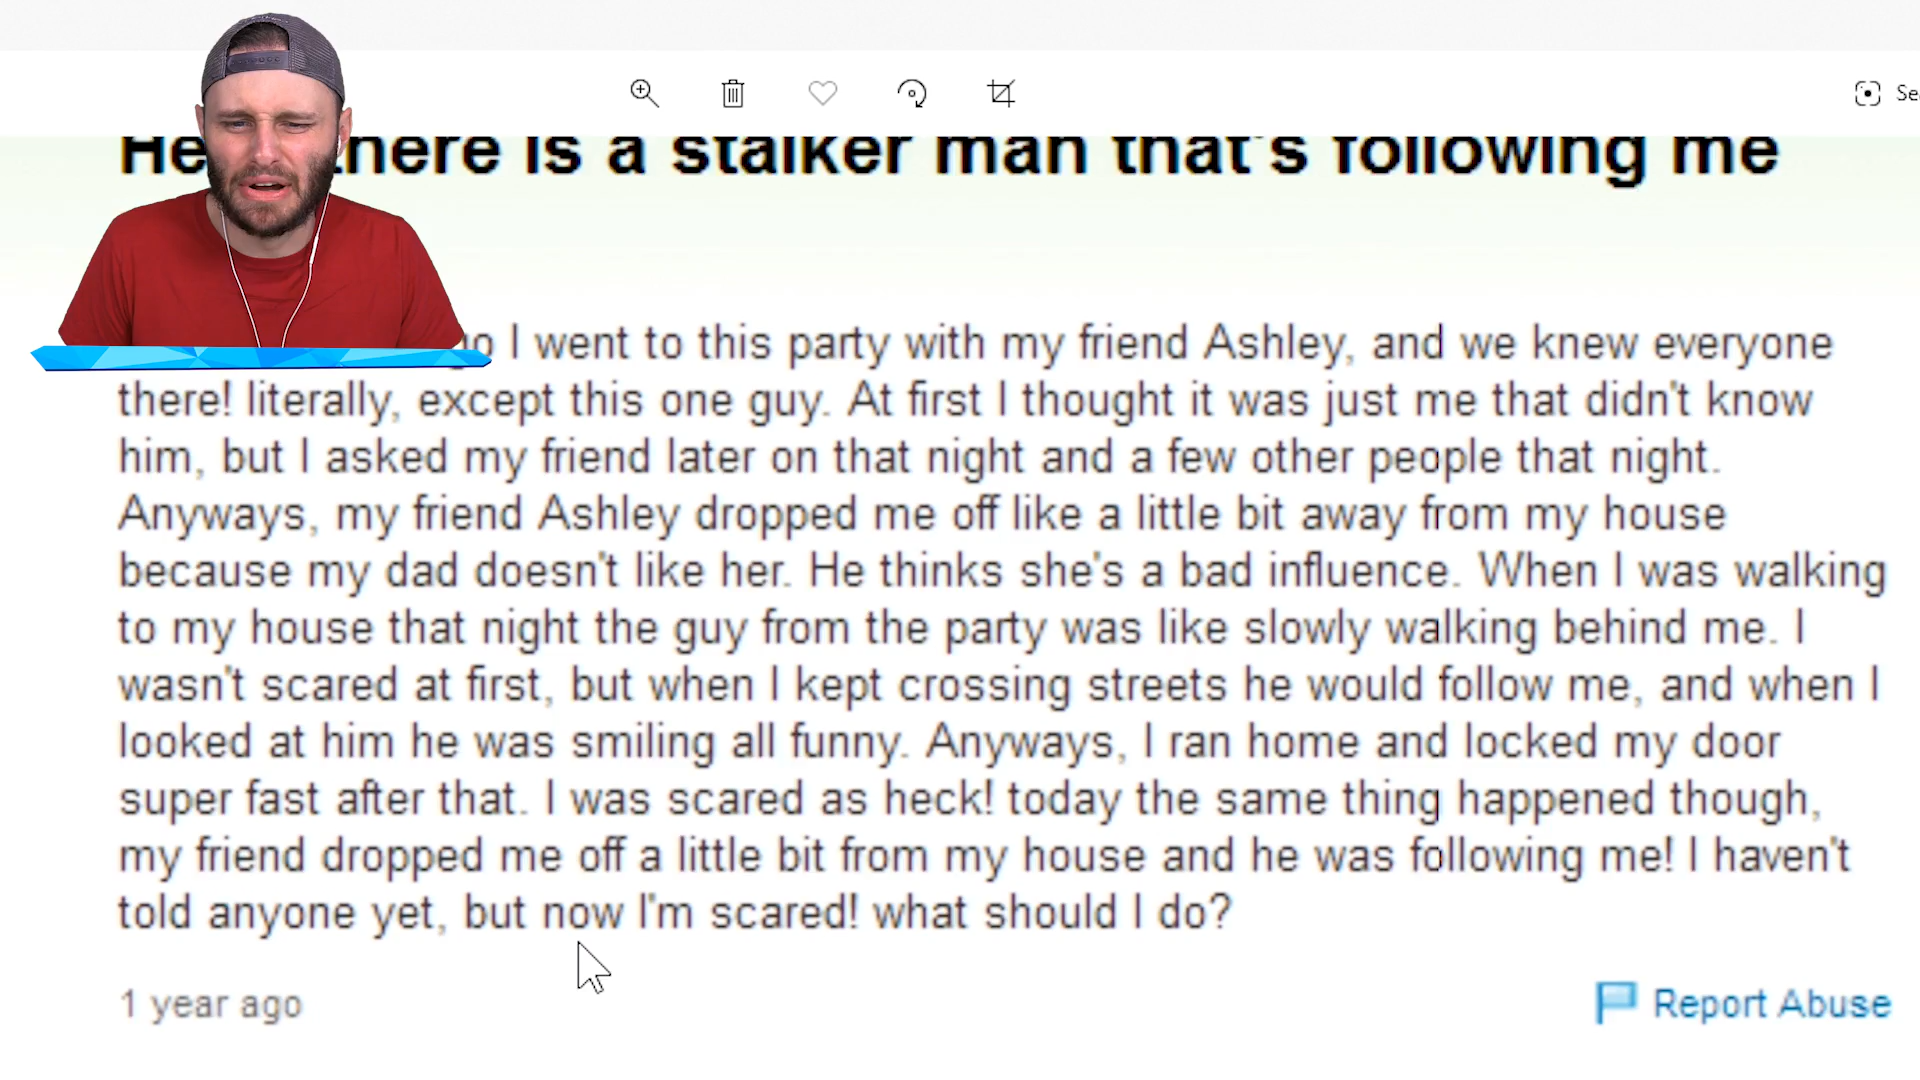 Sea
there is a stalker man that's following me
I went to this party with my friend Ashley, and we knew everyone
there! literally, except this one guy. At first I thought it was just me that didn't know
him, but I asked my friend later on that night and a few other people that night.
Anyways, my friend Ashley dropped me off like a little bit away from my house
because my dad doesn't like her. He thinks she's a bad influence. When I was walking
to my house that night the guy from the party was like slowly walking behind me. I
wasn't scared at first, but when I kept crossing streets he would follow me, and when I
looked at him he was smiling all funny. Anyways, I ran home and locked my door
super fast after that. I was scared as heck! today the same thing happened though,
my friend dropped me off a little bit from my house and he was following me! I haven't
told anyone yet, but now I'm scared! what should I do?
1 year ago
Report Abuse